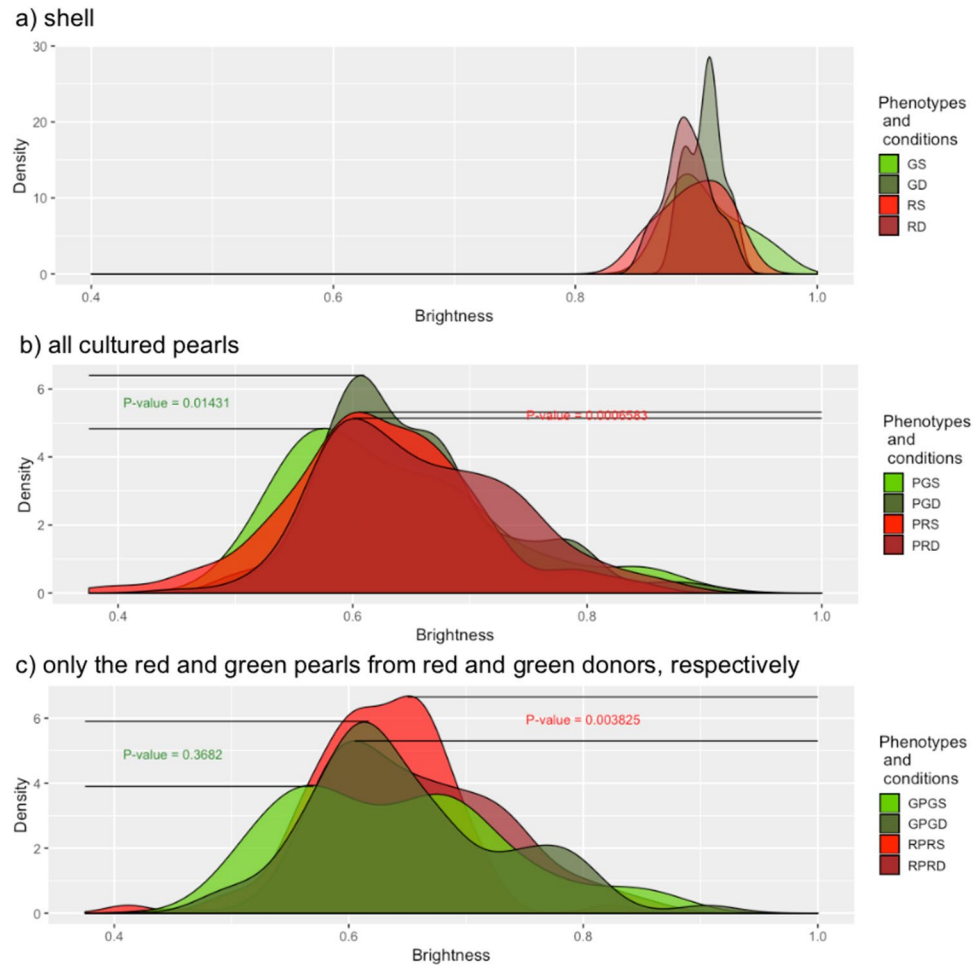 a) shell
30
20
10
0
Density
0.4 0.6 0.8 1.0
Brightness
Phenotypes
and
conditions
GS
GD
RS
RD
b) all cultured pearls
6
4
2
0
Density
P-value = 0.01431
P-value = 0.0006583
0.4 0.6 0.8 1.0
Brightness
Phenotypes
and
conditions
PGS
PGD
PRS
PRD
c) only the red and green pearls from red and green donors, respectively
6
4
2
0
Density
P-value = 0.3682
P-value = 0.003825
0.4 0.6 0.8 1.0
Brightness
Phenotypes
and
conditions
GPGS
GPGD
RPRS
RPRD